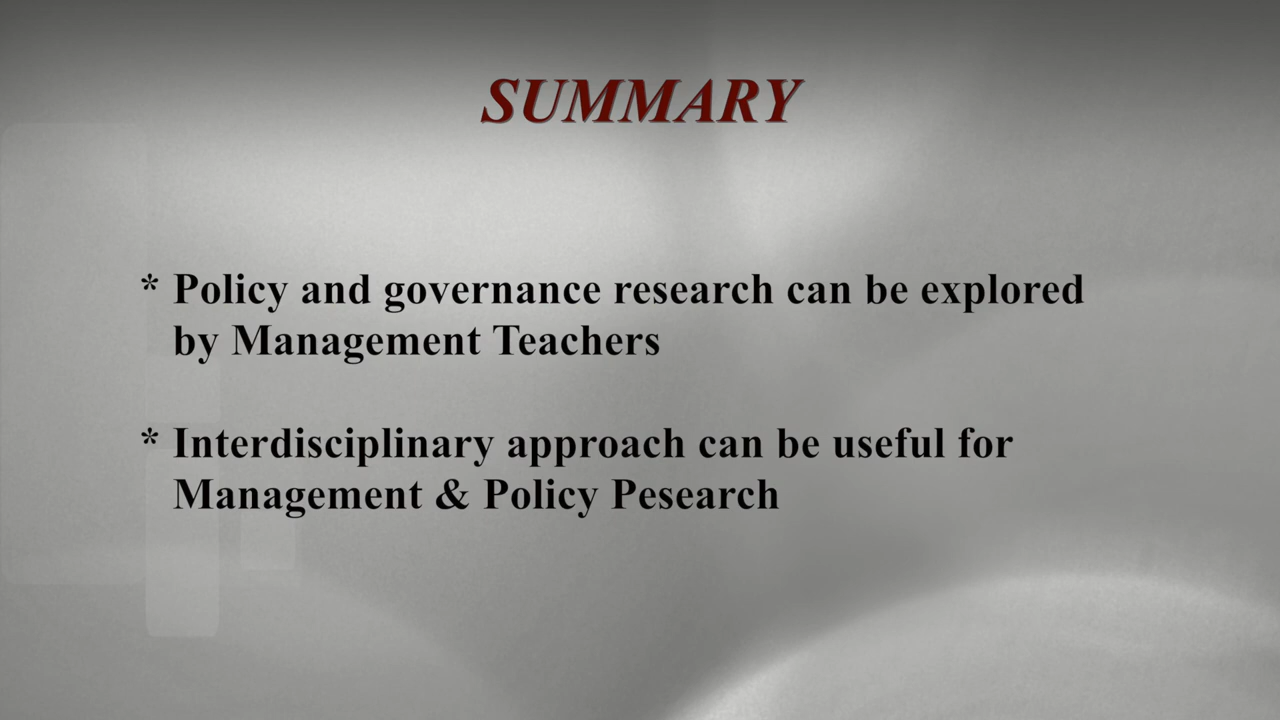 SUMMARY
* Policy and governance research can be explored
by Management Teachers
* Interdisciplinary approach can be useful for
Management & Policy Pesearch